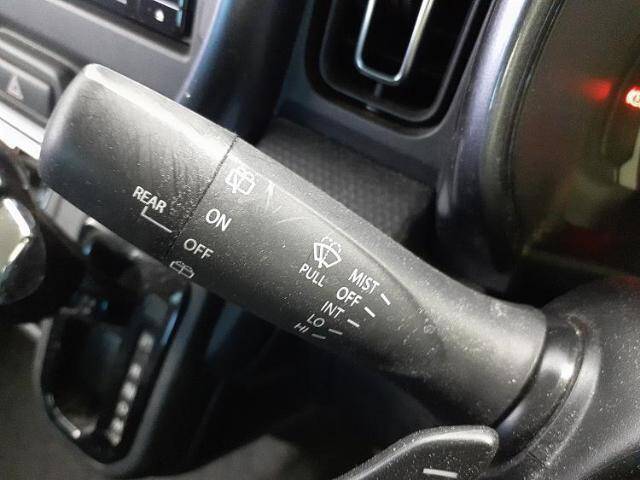 REAR
ON
OFF
PULL
MIST
OFF
INT
LO
HI